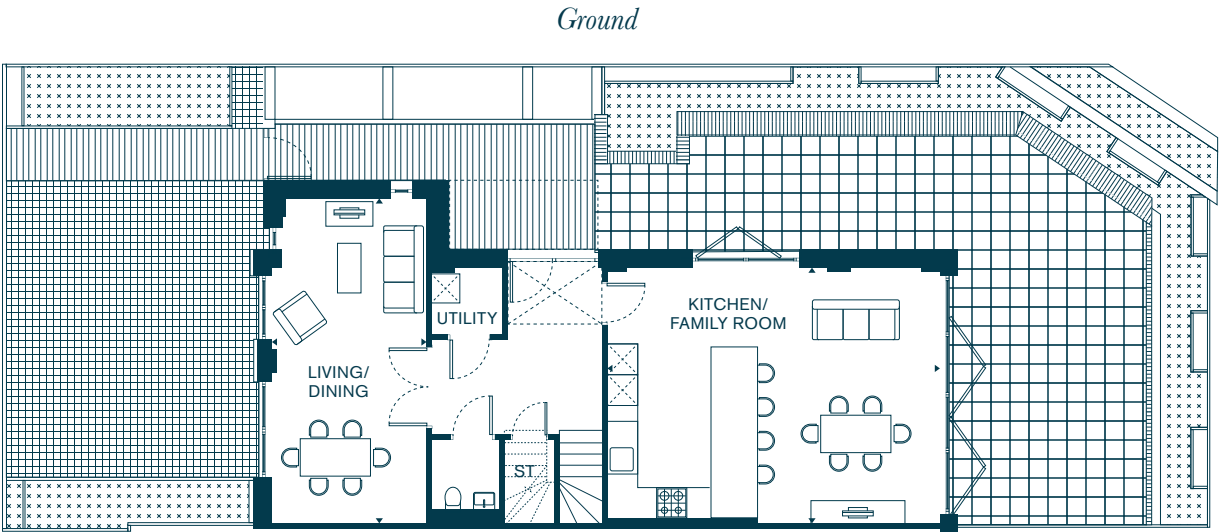 Ground
UTILITY
KITCHEN/
FAMILY ROOM
LIVING/
DINING
ST